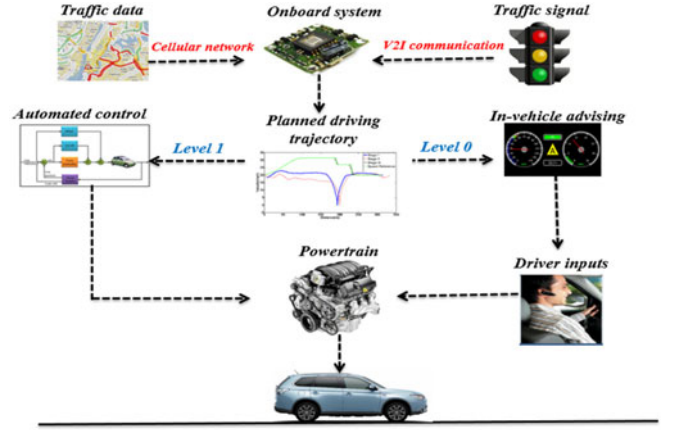 Traffic data
Onboard system
Traffic signal
Cellular network
V2I communication
Automated control
Planned driving
trajectory
In-vehicle advising
Level 1
Level 0
Powertrain
Driver inputs